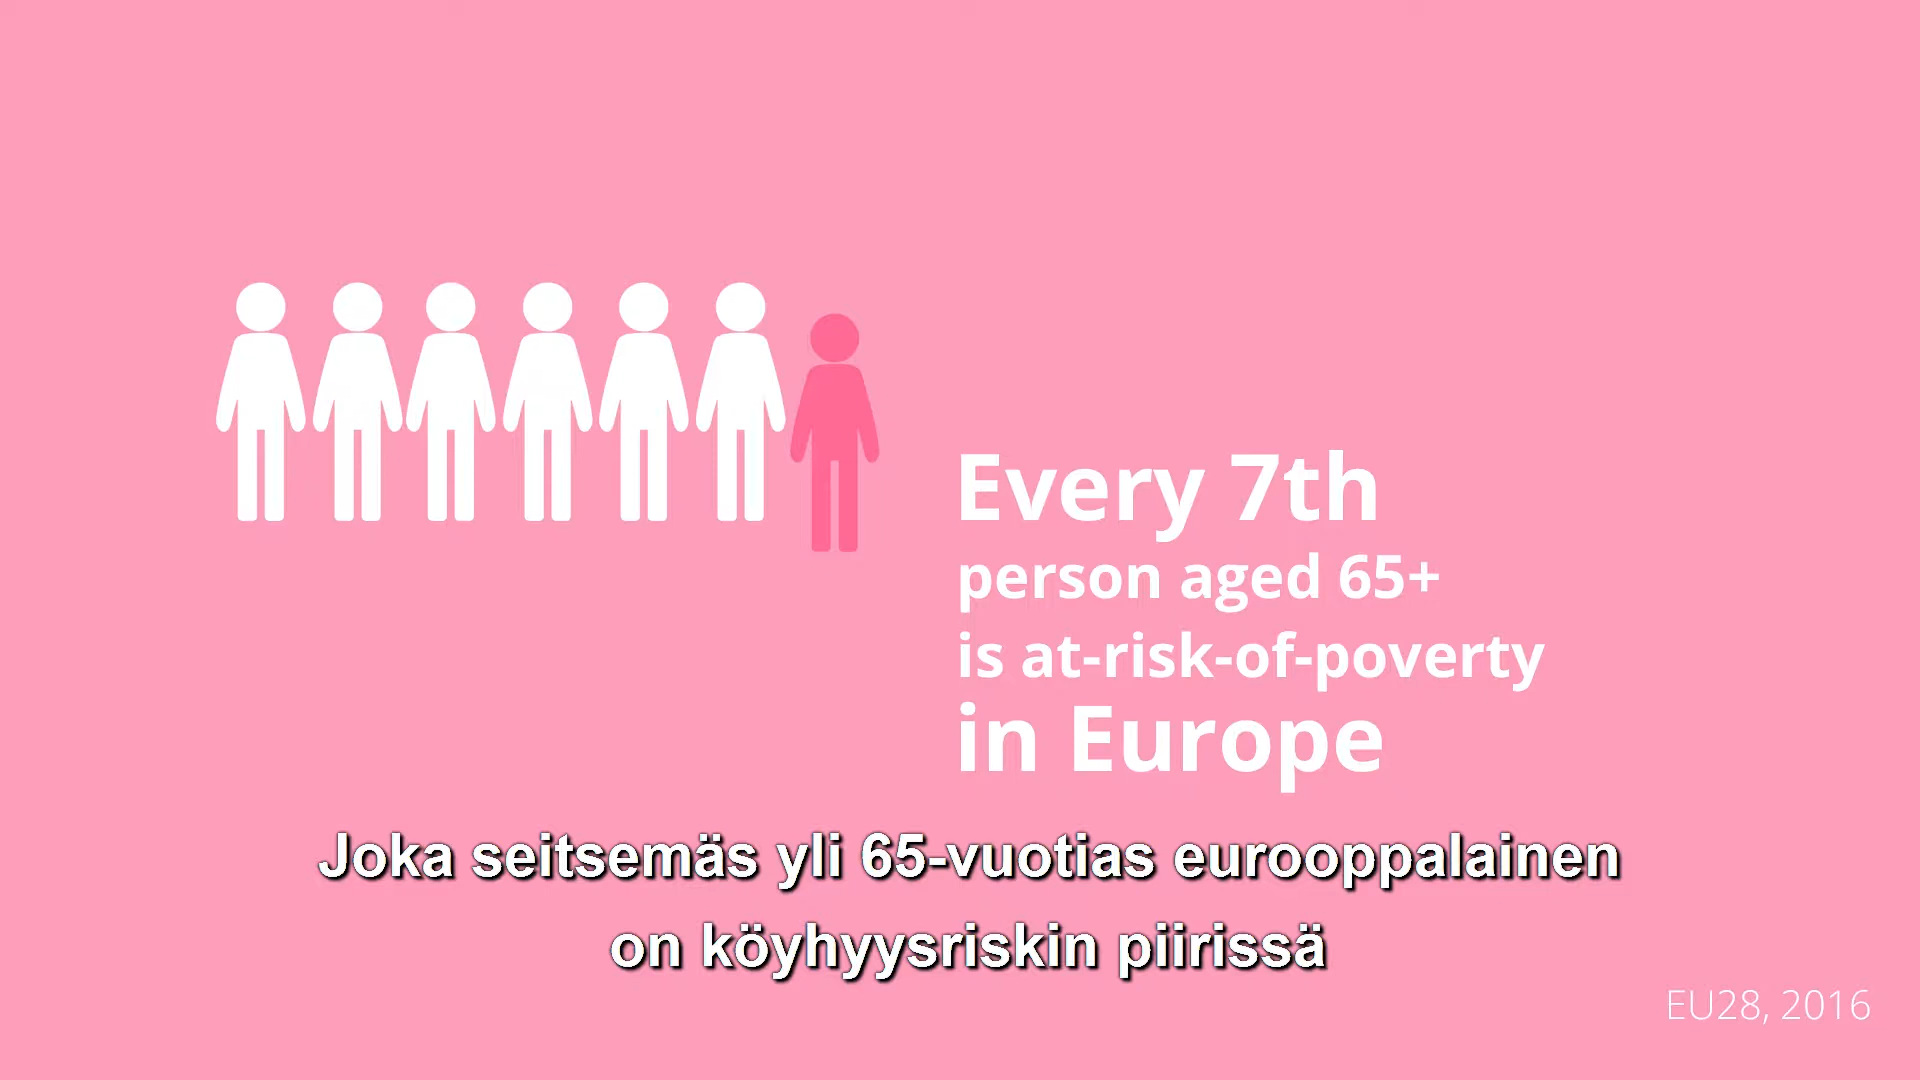 Every 7th
person aged 65+
is at-risk-of-poverty
in Europe
Joka seitsemäs yli 65-vuotias eurooppalainen
on köyhyysriskin piirissä
EU28, 2016